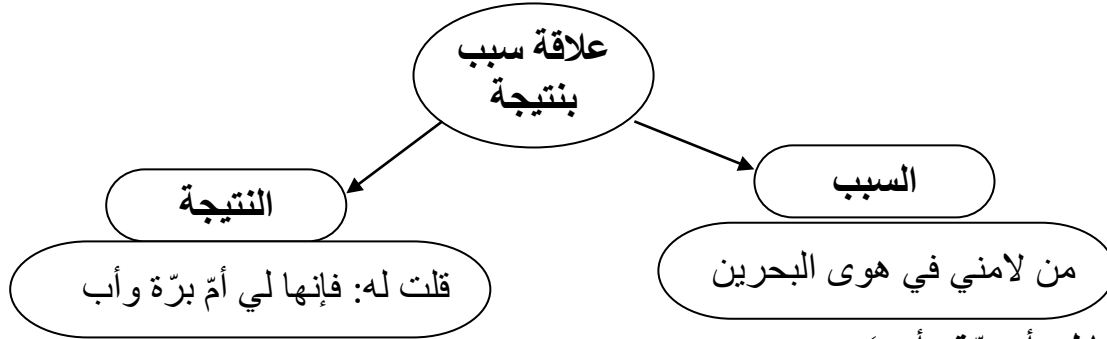 علاقة سبب
بنتيجة
السبب
النتيجة
من لامني في هوى البحرين
قلت له: فإنها لي أمّ برّة وأب